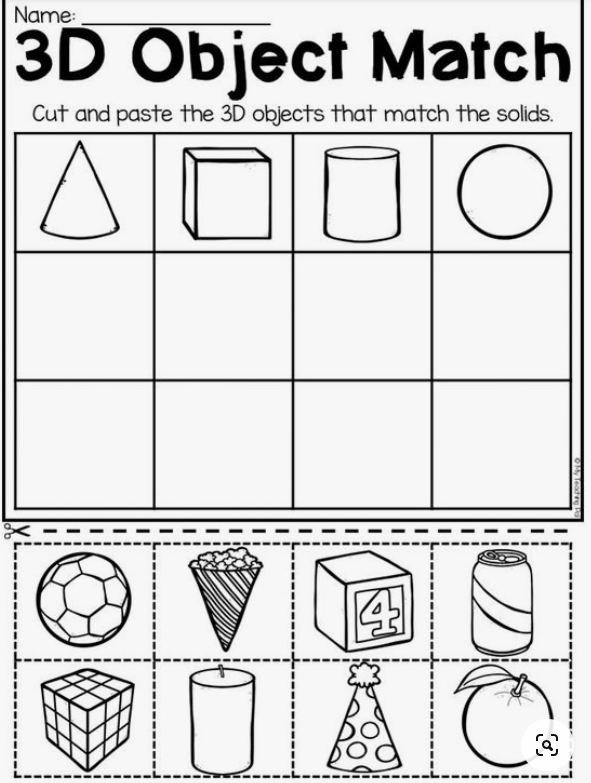 Name:
3D Object Match
Cut and paste the 3D objects that match the solids.
4